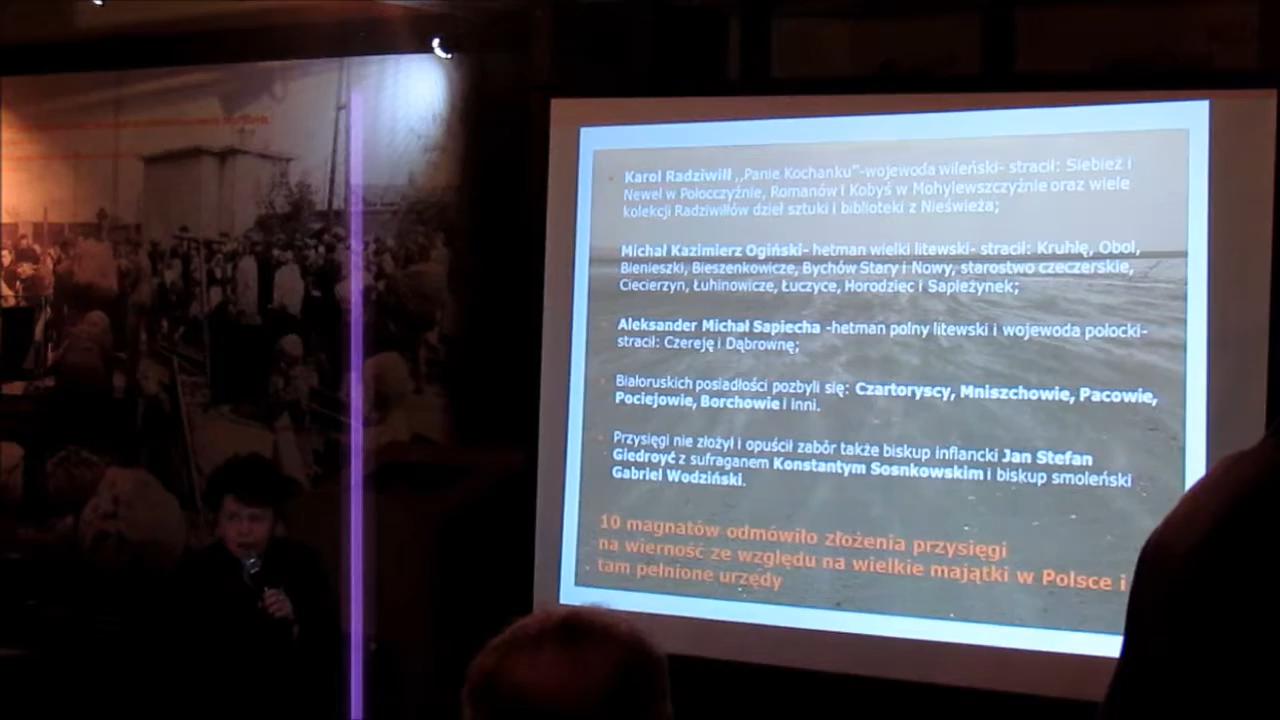 Karol Radziwiłł ,,Panie Kochanku"-wojewoda wileński- stracił: Siebież i
Newel w Połocczyźnie, Romanów i Kobyś w Mohylewszczyźnie oraz wiele
kolekcji Radziwiłłów dzieł sztuki i biblioteki z Nieświeża;
Michał Kazimierz Ogiński- hetman wielki litewski- stracił: Kruhlę, Obol,
Bienieszki, Bieszenkowicze, Bychów Stary i Nowy, starostwo czeczerskie,
Ciecierzyn, Łuhinowicze, Łuczyce, Horodziec i Sapieżynek;
Aleksander Michał Sapiecha -hetman polny litewski i wojewoda połocki-
stracił: Czereję i Dąbrownę;
Białoruskich posiadłości pozbyli się: Czartoryscy, Mniszchowie, Pacowie,
Pociejowie, Borchowie i inni.
Przysięgi nie złożył i opuścił zabór także biskup inflancki Jan Stefan
Giedroyć z sufraganem Konstantym Sosnkowskim i biskup smoleński
Gabriel Wodziński.
10 magnatów odmówiło złożenia przysięgi
na wierność ze względu na wielkie majątki w Polsce i
tam pełnione urzędy